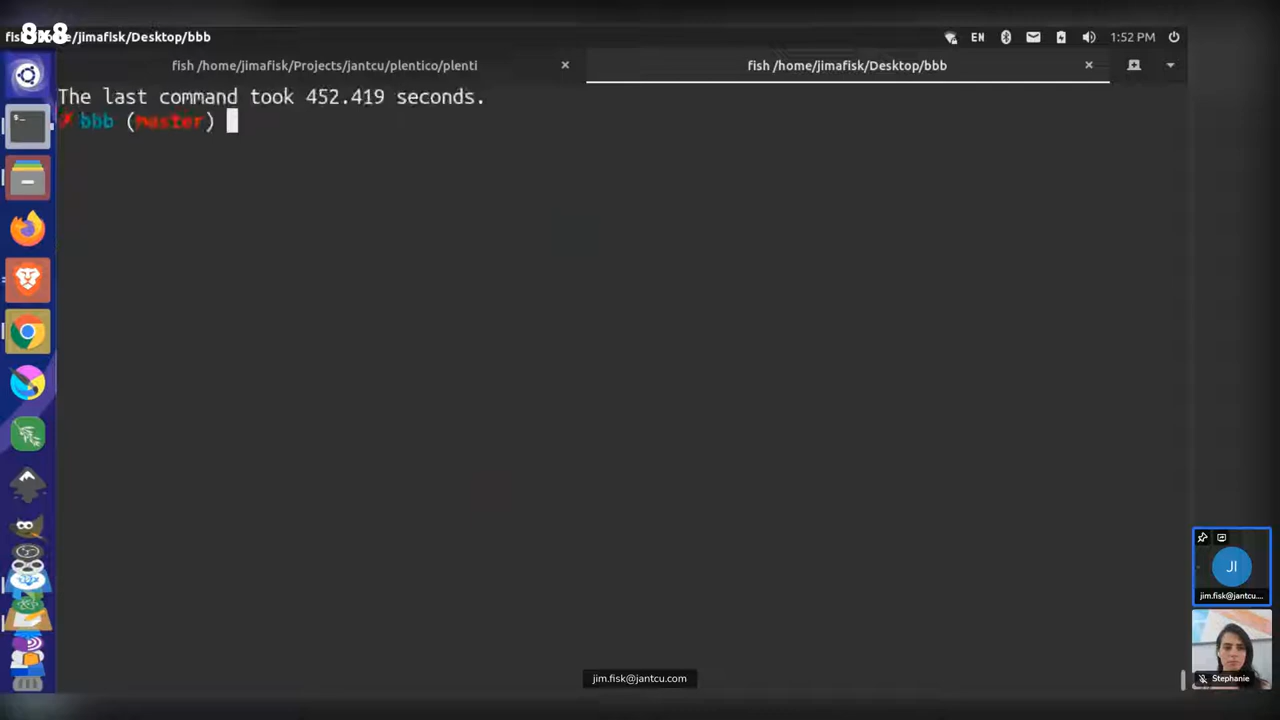 8x8
fish /home/jimafisk/Desktop/bbb
EN
1:52 PM
fish /home/jimafisk/Projects/jantcu/plentico/plenti
fish /home/jimafisk/Desktop/bbb
The last command took 452.419 seconds.
✗ bbb (master)
JI
jim.fisk@jantcu....
Stephanie
jim.fisk@jantcu.com